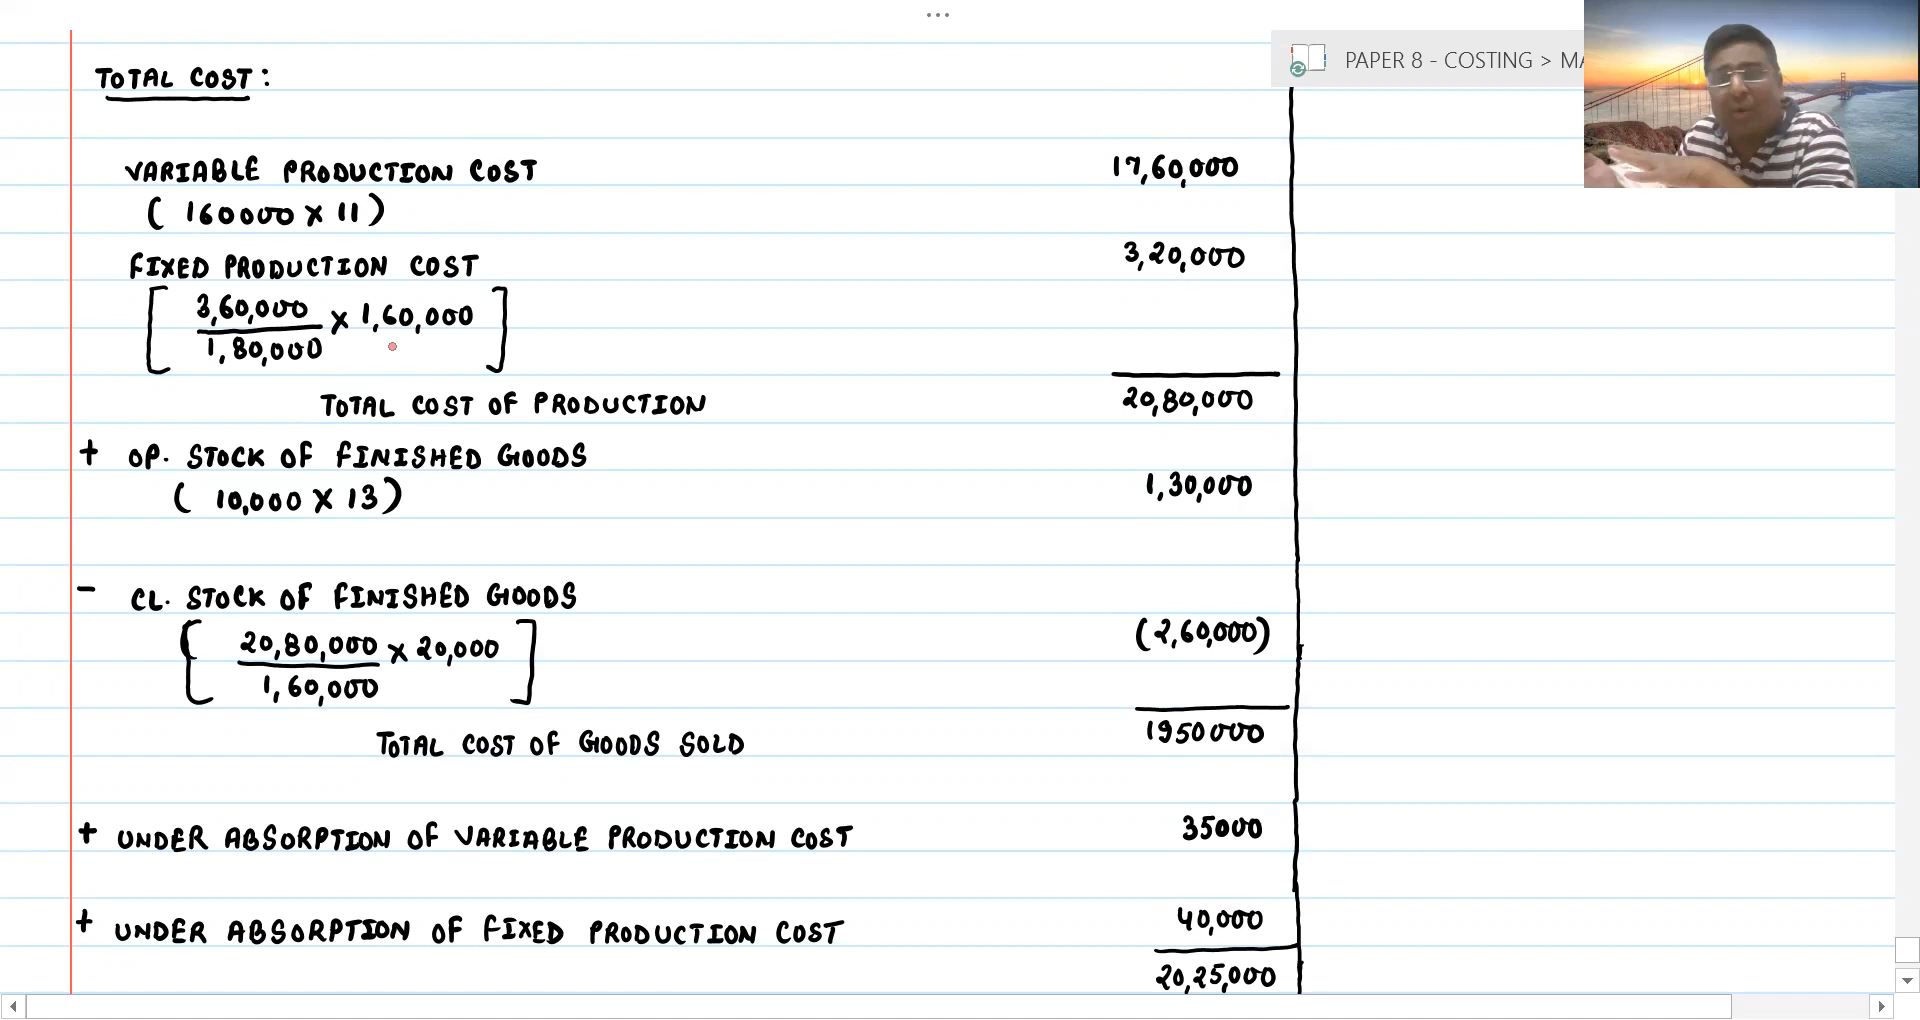 ...
PAPER 8 - COSTING > MA
TOTAL COST :
VARIABLE PRODUCTION COST 17,60,000
( 160000 × 11 )
FIXED PRODUCTION COST 3,20,000
[ 3,60,000 / 1,80,000 × 1,60,000 ]
TOTAL COST OF PRODUCTION 20,80,000
+ OP. STOCK OF FINISHED GOODS
( 10,000 × 13 ) 1,30,000
- CL. STOCK OF FINISHED GOODS
[ 20,80,000 / 1,60,000 × 20,000 ] (2,60,000)
TOTAL COST OF GOODS SOLD 1950000
+ UNDER ABSORPTION OF VARIABLE PRODUCTION COST 35000
+ UNDER ABSORPTION OF FIXED PRODUCTION COST 40,000
20,25,000